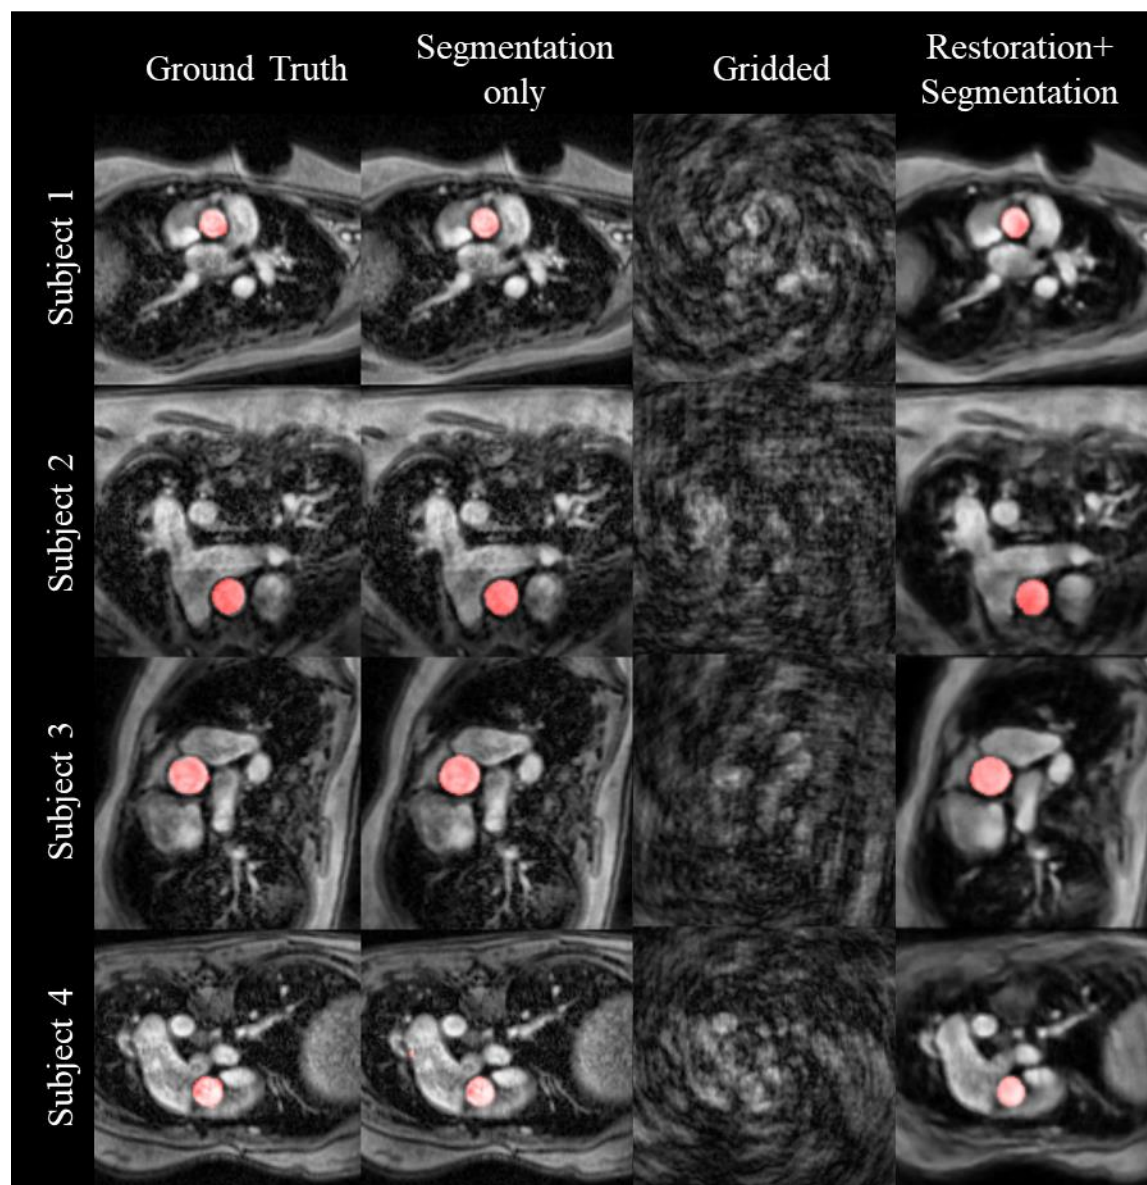 Ground Truth
Segmentation
only
Gridded
Restoration+
Segmentation
Subject 1
Subject 2
Subject 3
Subject 4